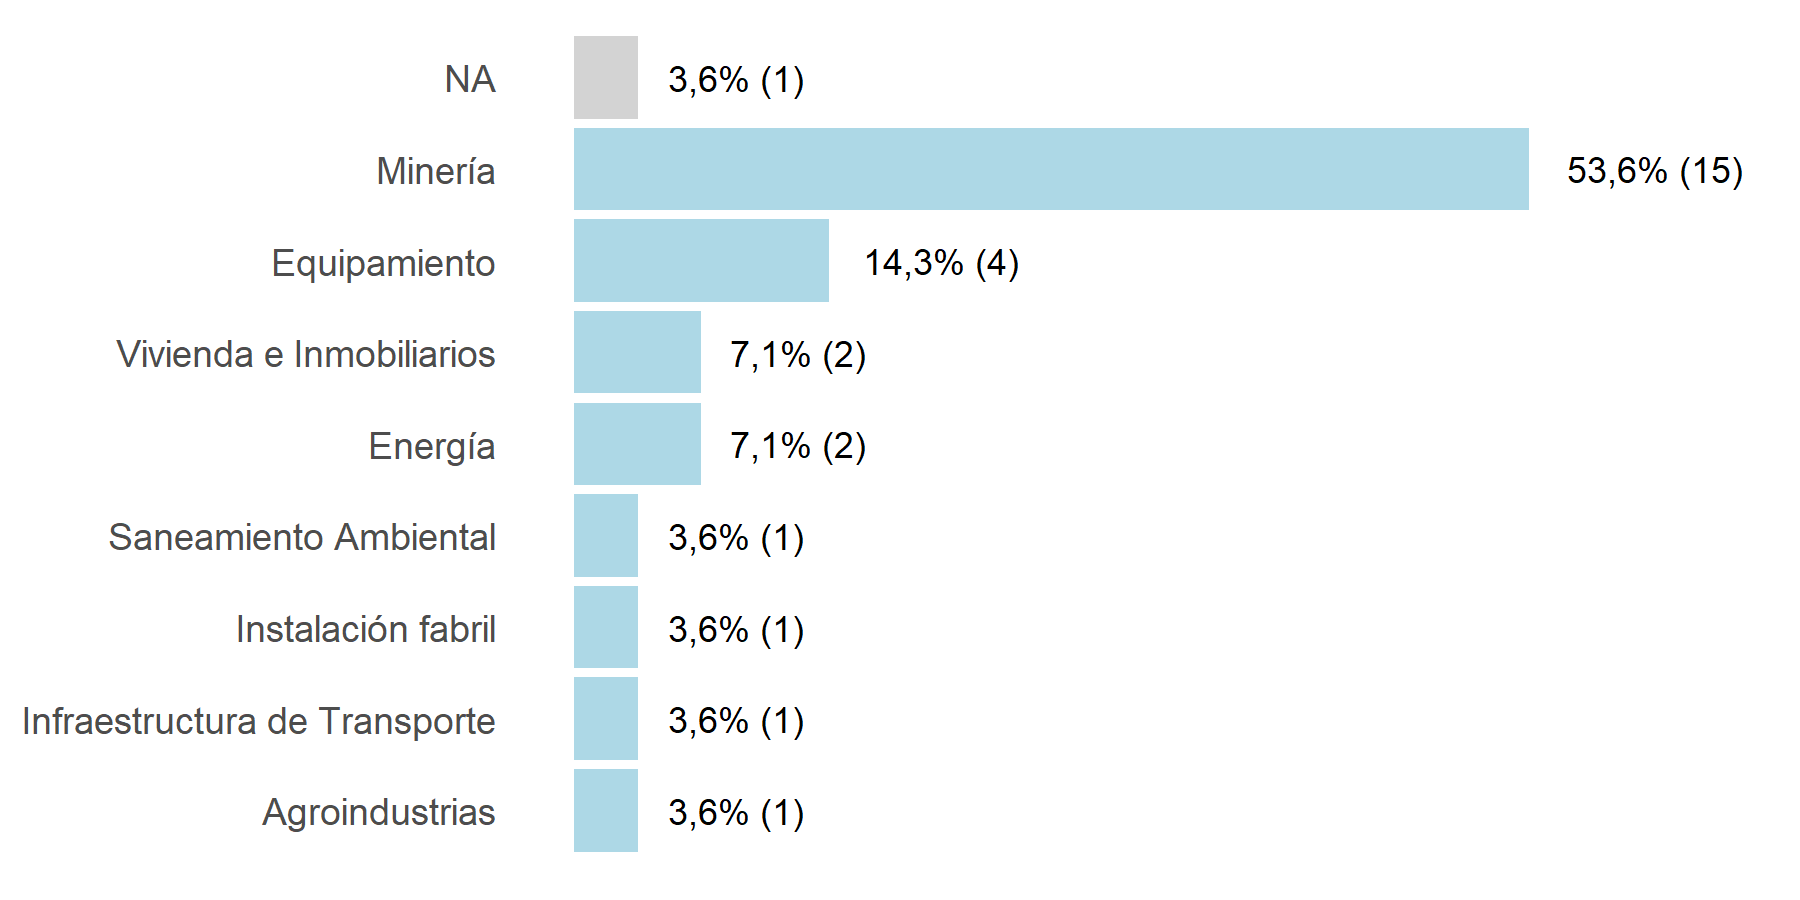 NA 3,6% (1)
Minería 53,6% (15)
Equipamiento 14,3% (4)
Vivienda e Inmobiliarios 7,1% (2)
Energía 7,1% (2)
Saneamiento Ambiental 3,6% (1)
Instalación fabril 3,6% (1)
Infraestructura de Transporte 3,6% (1)
Agroindustrias 3,6% (1)